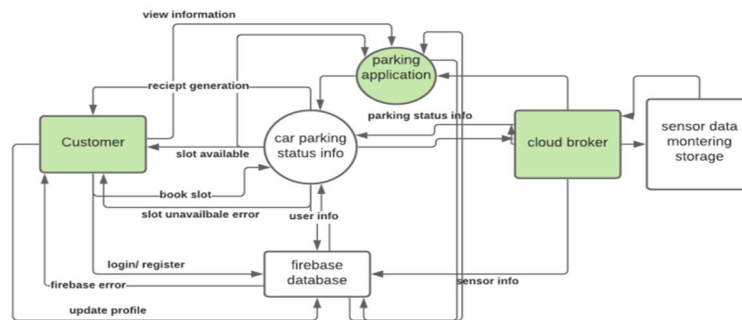 view information
parking
application
reciept generation
parking status info
Customer
car parking
status info
cloud broker
sensor data
montering
storage
slot available
book slot
slot unavailbale error
user info
login/ register
firebase
database
firebase error
sensor info
update profile